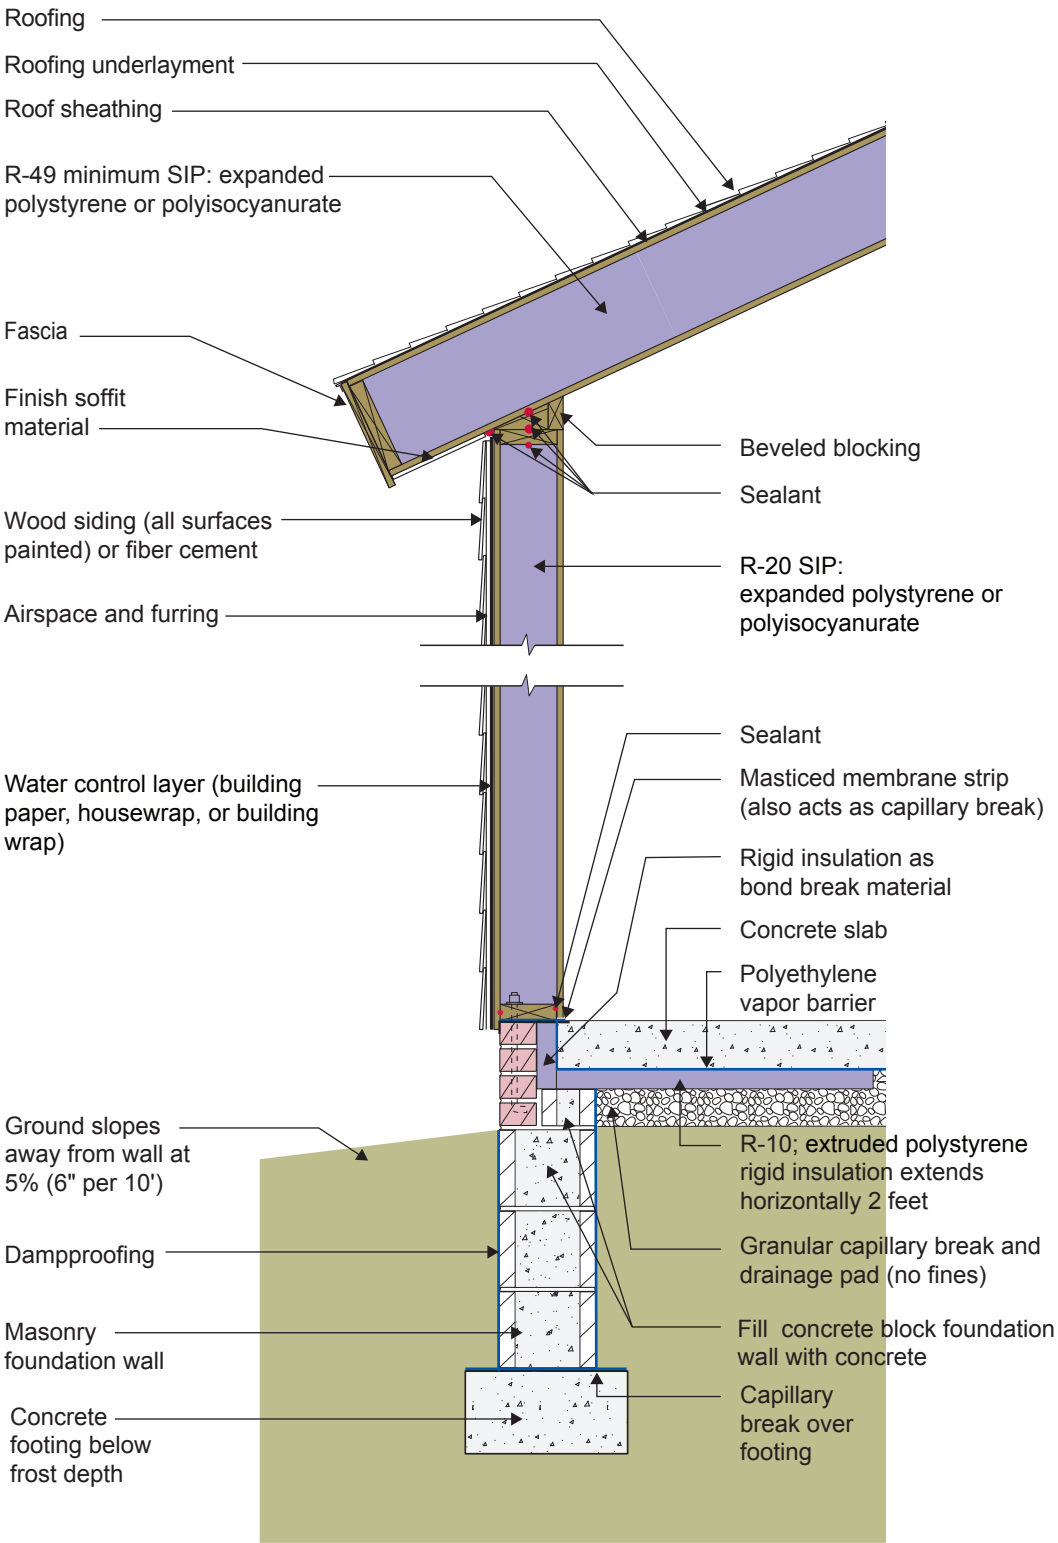 Roofing
Roofing underlayment
Roof sheathing
R-49 minimum SIP: expanded
polystyrene or polyisocyanurate
Fascia
Finish soffit
material
Wood siding (all surfaces
painted) or fiber cement
Airspace and furring
Water control layer (building
paper, housewrap, or building
wrap)
Ground slopes
away from wall at
5% (6" per 10')
Dampproofing
Masonry
foundation wall
Concrete
footing below
frost depth
Beveled blocking
Sealant
R-20 SIP:
expanded polystyrene or
polyisocyanurate
Sealant
Masticed membrane strip
(also acts as capillary break)
Rigid insulation as
bond break material
Concrete slab
Polyethylene
vapor barrier
R-10; extruded polystyrene
rigid insulation extends
horizontally 2 feet
Granular capillary break and
drainage pad (no fines)
Fill concrete block foundation
wall with concrete
Capillary
break over
footing